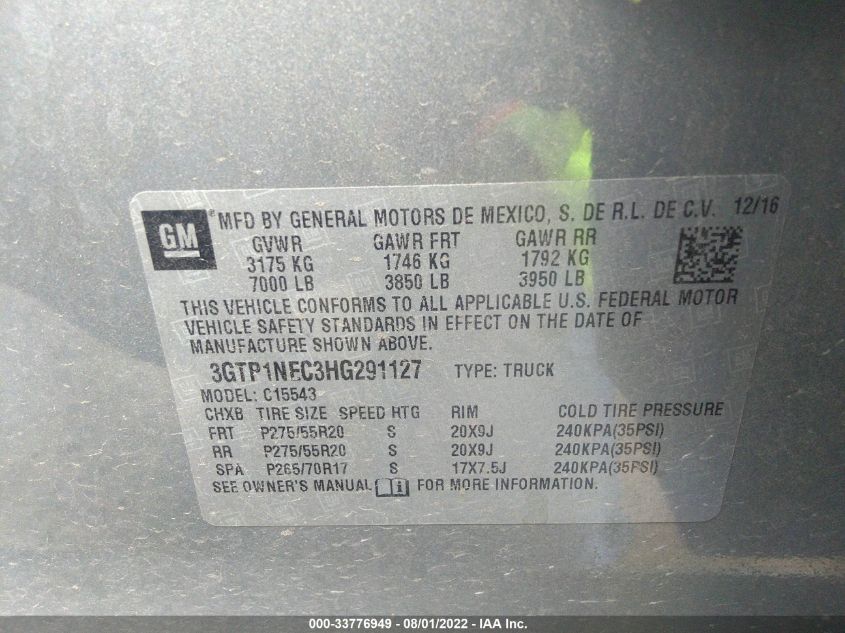 GM ® MFD BY GENERAL MOTORS DE MEXICO, S. DE R.L. DE C.V. 12/16
GVWR GAWR FRT GAWR RR
3175 KG 1746 KG 1792 KG
7000 LB 3850 LB 3950 LB
THIS VEHICLE CONFORMS TO ALL APPLICABLE U.S. FEDERAL MOTOR
VEHICLE SAFETY STANDARDS IN EFFECT ON THE DATE OF
MANUFACTURE SHOWN ABOVE.
3GTP1NEC3HG291127 TYPE: TRUCK
MODEL: C15543
CHXB TIRE SIZE SPEED HTG RIM COLD TIRE PRESSURE
FRT P275/55R20 S 20X9J 240KPA(35PSI)
RR P275/55R20 S 20X9J 240KPA(35PSI)
SPA P265/70R17 S 17X7.5J 240KPA(35PSI)
SEE OWNER'S MANUAL i FOR MORE INFORMATION.
000-33776949 - 08/01/2022 - IAA Inc.